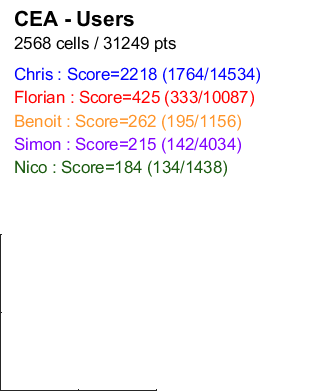 CEA - Users
2568 cells / 31249 pts
Chris : Score=2218 (1764/14534)
Florian : Score=425 (333/10087)
Benoit : Score=262 (195/1156)
Simon : Score=215 (142/4034)
Nico : Score=184 (134/1438)